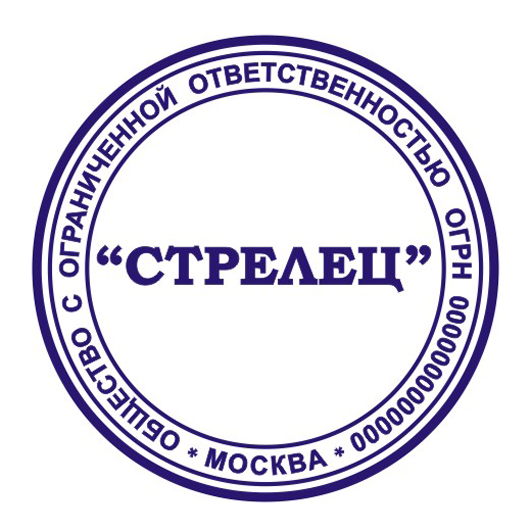 ОБЩЕСТВО С ОГРАНИЧЕННОЙ ОТВЕТСТВЕННОСТЬЮ ОГРН 0000000000000
* МОСКВА *
“СТРЕЛЕЦ”